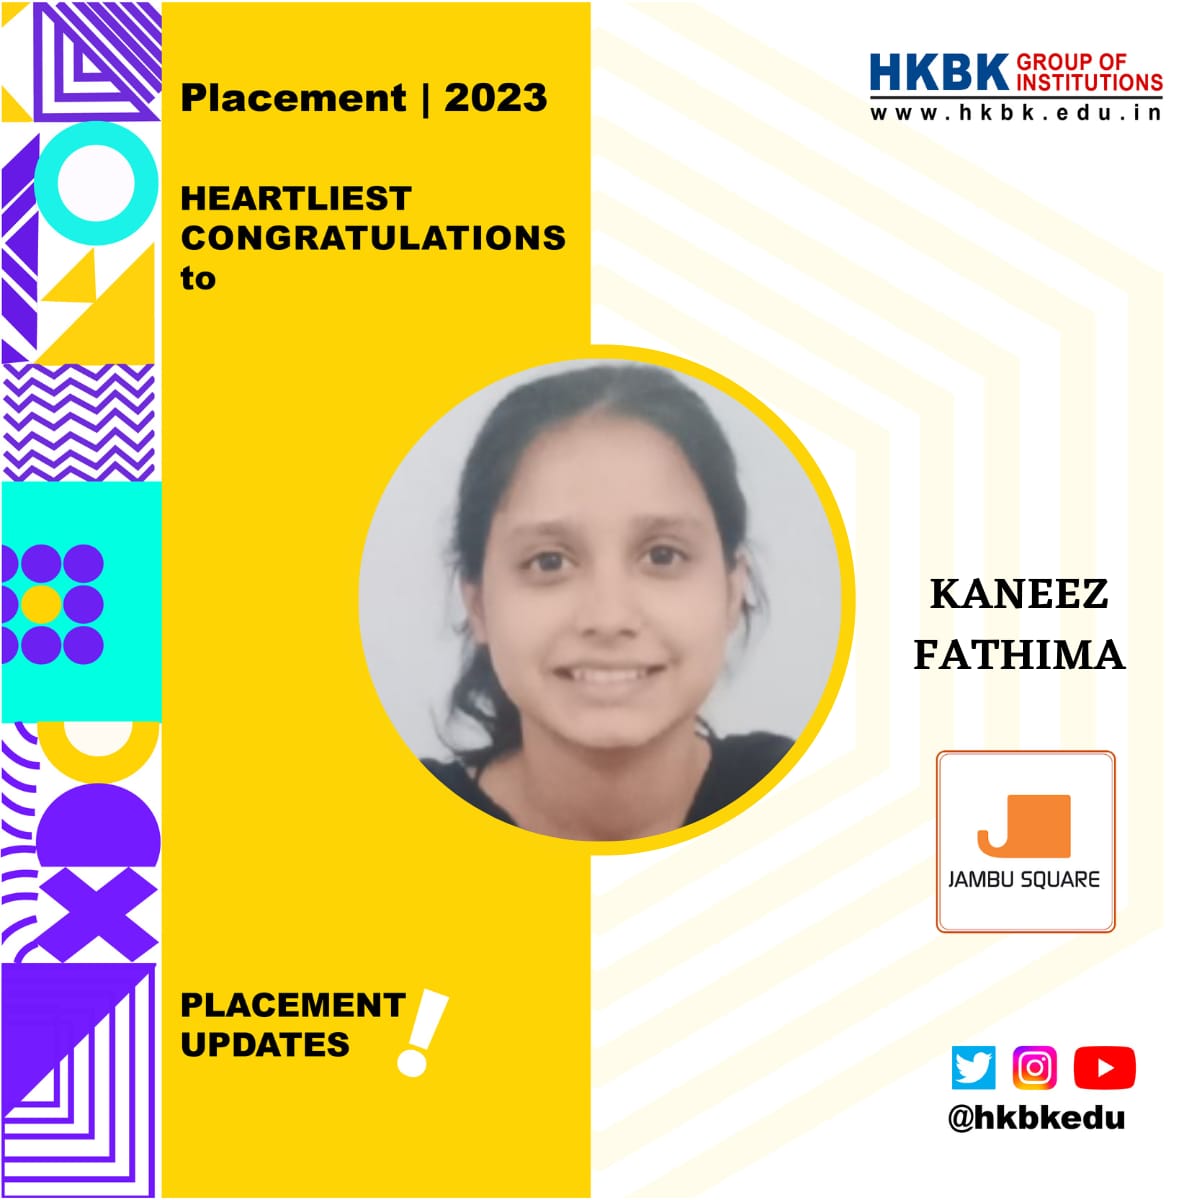 Placement | 2023
HKBK GROUP OF
INSTITUTIONS
www.hkbk.edu.in
HEARTLIEST
CONGRATULATIONS
to
KANEEZ
FATHIMA
JAMBU SQUARE
PLACEMENT
UPDATES !
@hkbkedu